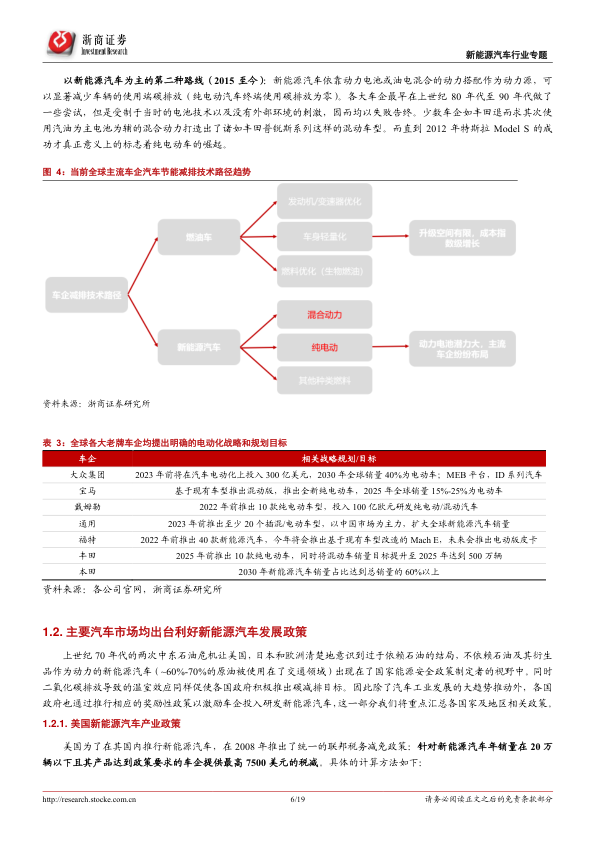 浙商证券
Investment Research
新能源汽车行业专题
以新能源汽车为主的第二种路线（2015 至今）：新能源汽车依靠动力电池或油电混合的动力搭配作为动力源，可
以显著减少车辆的使用端碳排放（纯电动汽车终端使用碳排放为零）。各大车企最早在上世纪 80 年代至 90 年代做了
一些尝试，但是受制于当时的电池技术以及没有外部环境的刺激，因而均以失败告终。少数车企如丰田退而求其次使
用汽油为主电池为辅的混合动力打造出了诸如丰田普锐斯系列这样的混动车型。而直到 2012 年特斯拉 Model S 的成
功才真正意义上的标志着纯电动车的崛起。
图 4：当前全球主流车企汽车节能减排技术路径趋势
车企减排技术路径
燃油车
发动机/变速器优化
车身轻量化
燃料优化（生物燃油）
升级空间有限，成本指
数级增长
新能源汽车
混合动力
纯电动
其他种类燃料
动力电池潜力大，主流
车企纷纷布局
资料来源：浙商证券研究所
表 3：全球各大老牌车企均提出明确的电动化战略和规划目标
车企 相关战略规划/目标
大众集团 2023 年前将在汽车电动化上投入 300 亿美元，2030 年全球销量 40%为电动车；MEB 平台，ID 系列汽车
宝马 基于现有车型推出混动版，推出全新纯电动车，2025 年全球销量 15%-25%为电动车
戴姆勒 2022 年前推出 10 款纯电动车型，投入 100 亿欧元研发纯电动/混动汽车
通用 2023 年前推出至少 20 个插混/电动车型，以中国市场为主力，扩大全球新能源汽车销量
福特 2022 年前推出 40 款新能源汽车，今年将会推出基于现有车型改造的 Mach E，未来会推出电动版皮卡
丰田 2025 年前推出 10 款纯电动车，同时将混动车销量目标提升至 2025 年达到 500 万辆
本田 2030 年新能源汽车销量占比达到总销量的 60%以上
资料来源：各公司官网，浙商证券研究所
1.2. 主要汽车市场均出台利好新能源汽车发展政策
上世纪 70 年代的两次中东石油危机让美国，日本和欧洲清楚地意识到过于依赖石油的结局，不依赖石油及其衍生
品作为动力的新能源汽车（~60%-70%的原油被使用在了交通领域）出现在了国家能源安全政策制定者的视野中。同时
二氧化碳排放导致的温室效应同样促使各国政府积极推出碳减排目标。因此除了汽车工业发展的大趋势推动外，各国
政府也通过推行相应的奖励性政策以激励车企投入研发新能源汽车，这一部分我们将重点汇总各国家及地区相关政策。
1.2.1. 美国新能源汽车产业政策
美国为了在其国内推行新能源汽车，在 2008 年推出了统一的联邦税务减免政策：针对新能源汽车年销量在 20 万
辆以下且其产品达到政策要求的车企提供最高 7500 美元的税减。具体的计算方法如下：
http://research.stocke.com.cn
6/19
请务必阅读正文之后的免责条款部分